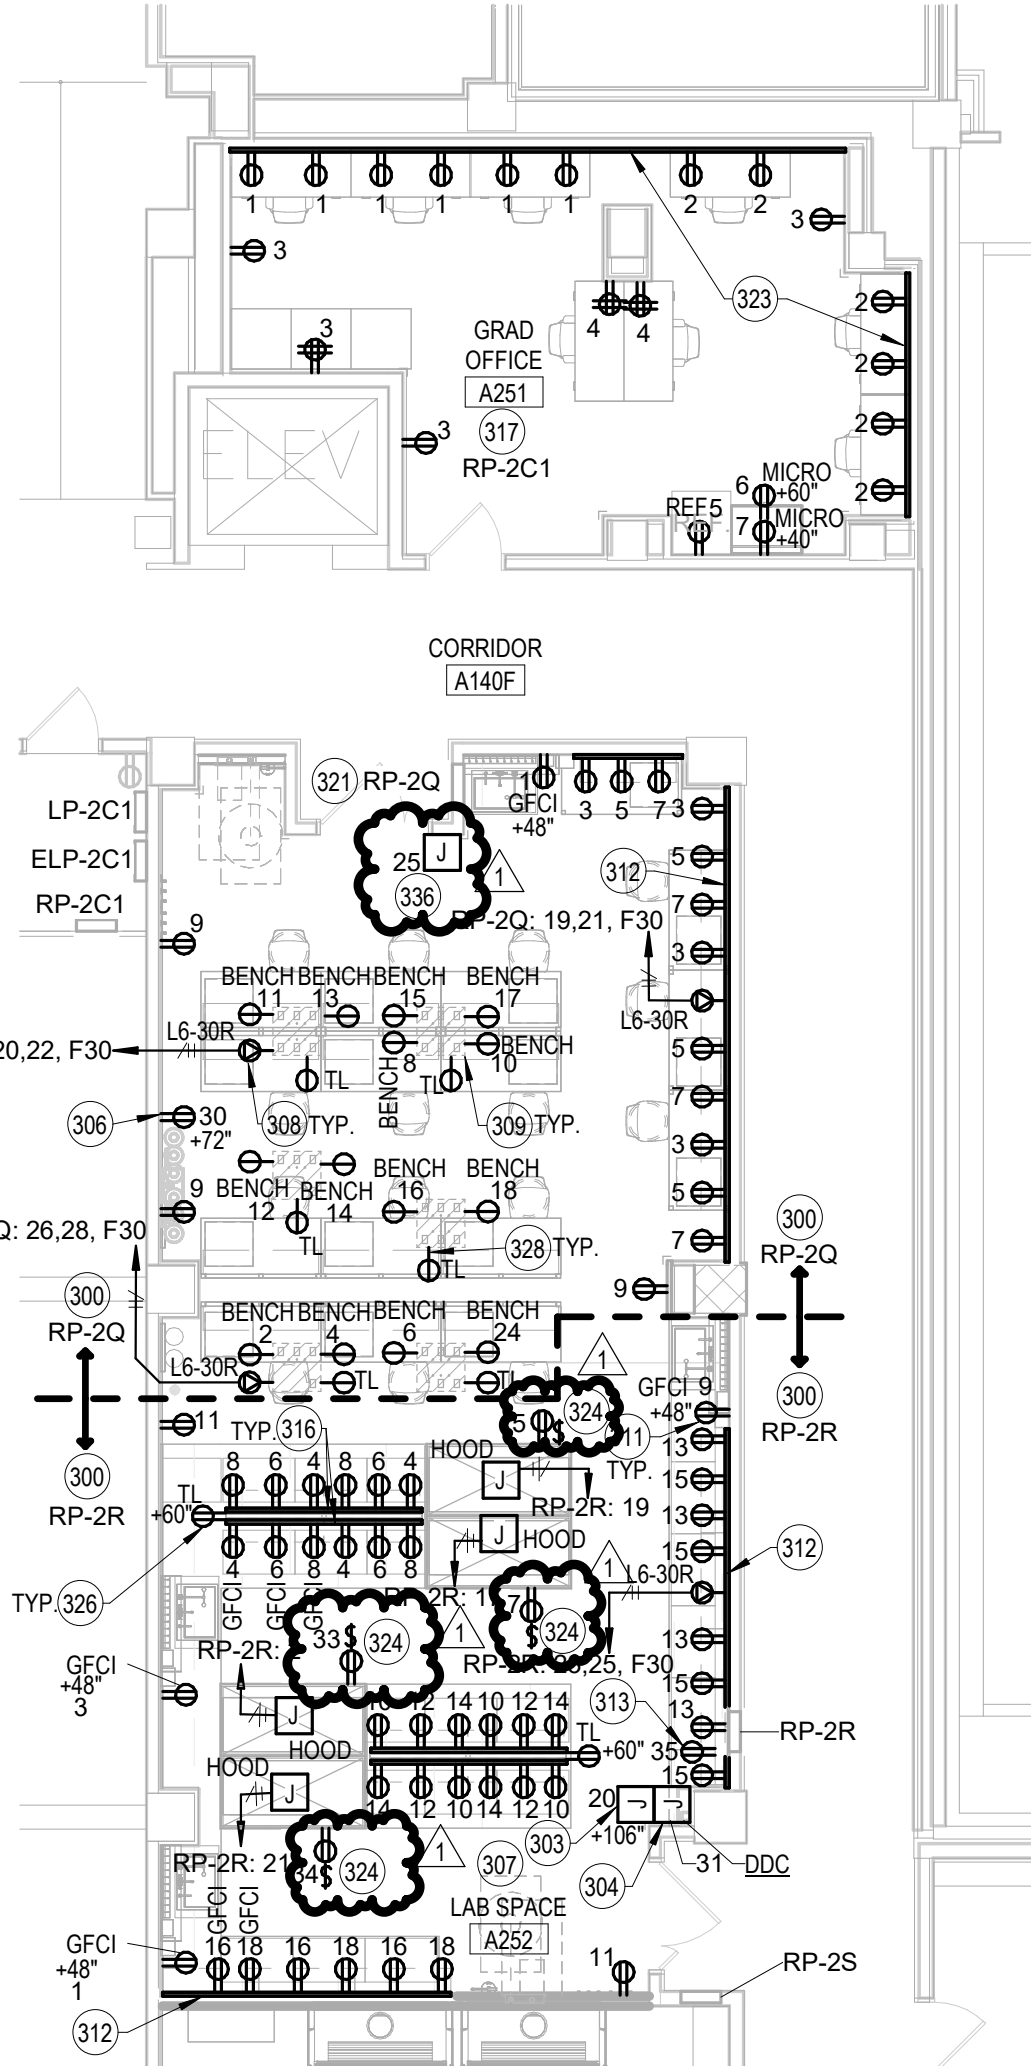 1 1 1 1 1 1 2 2
3 3
323
2
2
2
2
3
4 4
GRAD
OFFICE
A251
317
RP-2C1
3
ELEV
6 MICRO
+60"
REF5
REF.
7 MICRO
+40"
CORRIDOR
A140F
LP-2C1
ELP-2C1
RP-2C1
321 RP-2Q
1
GFCI
+48"
3 5 7
3
312
5
7
3
25 J
336
1
RP-2Q: 19,21, F30
L6-30R
5
7
3
5
7
9
9
BENCH BENCH BENCH BENCH
11 13 15 17
L6-30R
20,22, F30
8 10 BENCH
BENCH
TL TL
306
30
+72"
308 TYP.
309 TYP.
9
BENCH BENCH BENCH BENCH
12 14 16 18
TL
328 TYP.
TL
Q: 26,28, F30
300
RP-2Q
300
RP-2Q
BENCH BENCH BENCH BENCH
2 4 6 24
L6-30R
TL TL
1
300
RP-2R
300
RP-2R
11
TYP. 316
5 $ 324
11
TYP.
GFCI 9
+48"
13
15
13
15
8 6 4 8 6 4
TL
+60"
4 6 8 4 6 8
GFCI GFCI GFCI
HOOD
J
RP-2R: 19
J
HOOD
RP-2R: 17
312
TYP. 326
1
L6-30R
7
$ 324
RP-2R: 23,25, F30
33 $ 324
1
RP-2R: 2
GFCI
+48"
3
13
15
13
313
35
15
RP-2R
J
HOOD
HOOD
J
16 12 14 10 12 14
TL
+60"
14 12 10 14 12 10
20 J J
+106"
303
304
31 DDC
RP-2R: 21
34 $ 324
1
307
LAB SPACE
A252
GFCI GFCI
16 18 16 18 16 18
GFCI
+48"
1
11
RP-2S
312